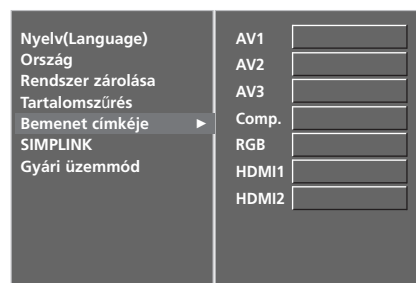 Nyelv(Language)
Ország
Rendszer zárolása
Tartalomszűrés
Bemenet címkéje ►
SIMPLINK
Gyári üzemmód
AV1
AV2
AV3
Comp.
RGB
HDMI1
HDMI2